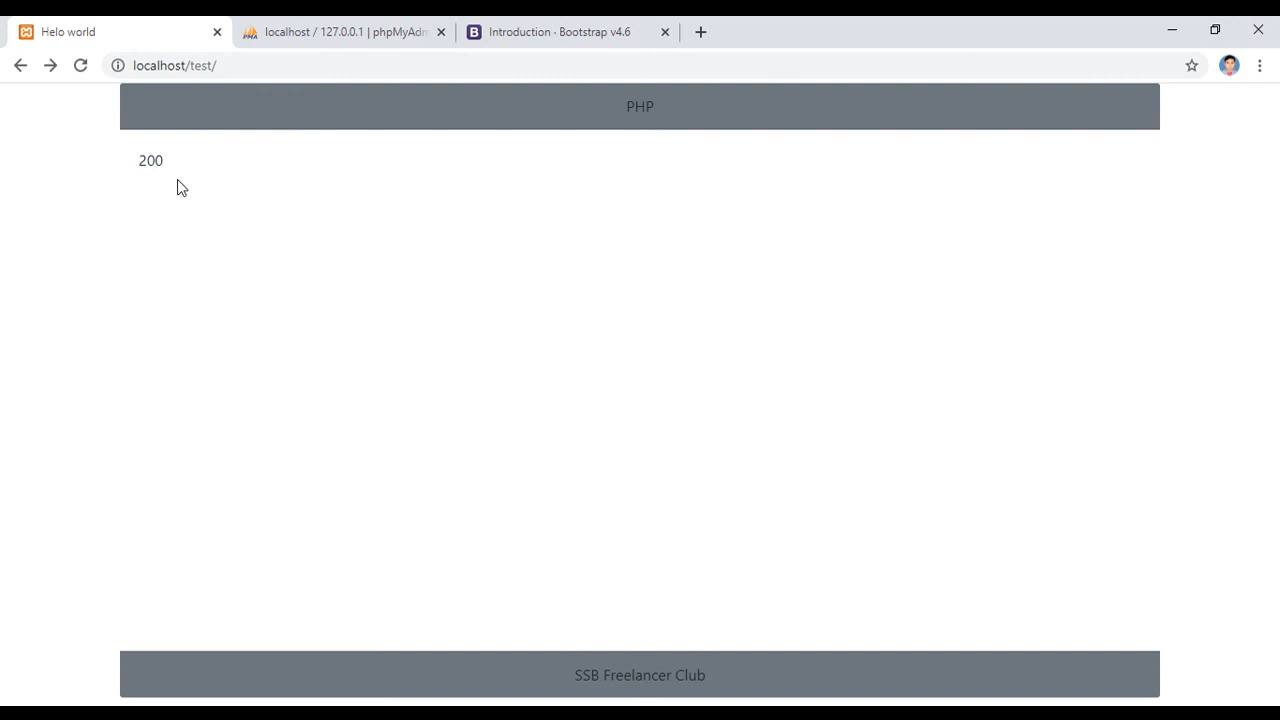 Helo world
localhost / 127.0.0.1 | phpMyAdm
B Introduction · Bootstrap v4.6
localhost/test/
PHP
200
SSB Freelancer Club